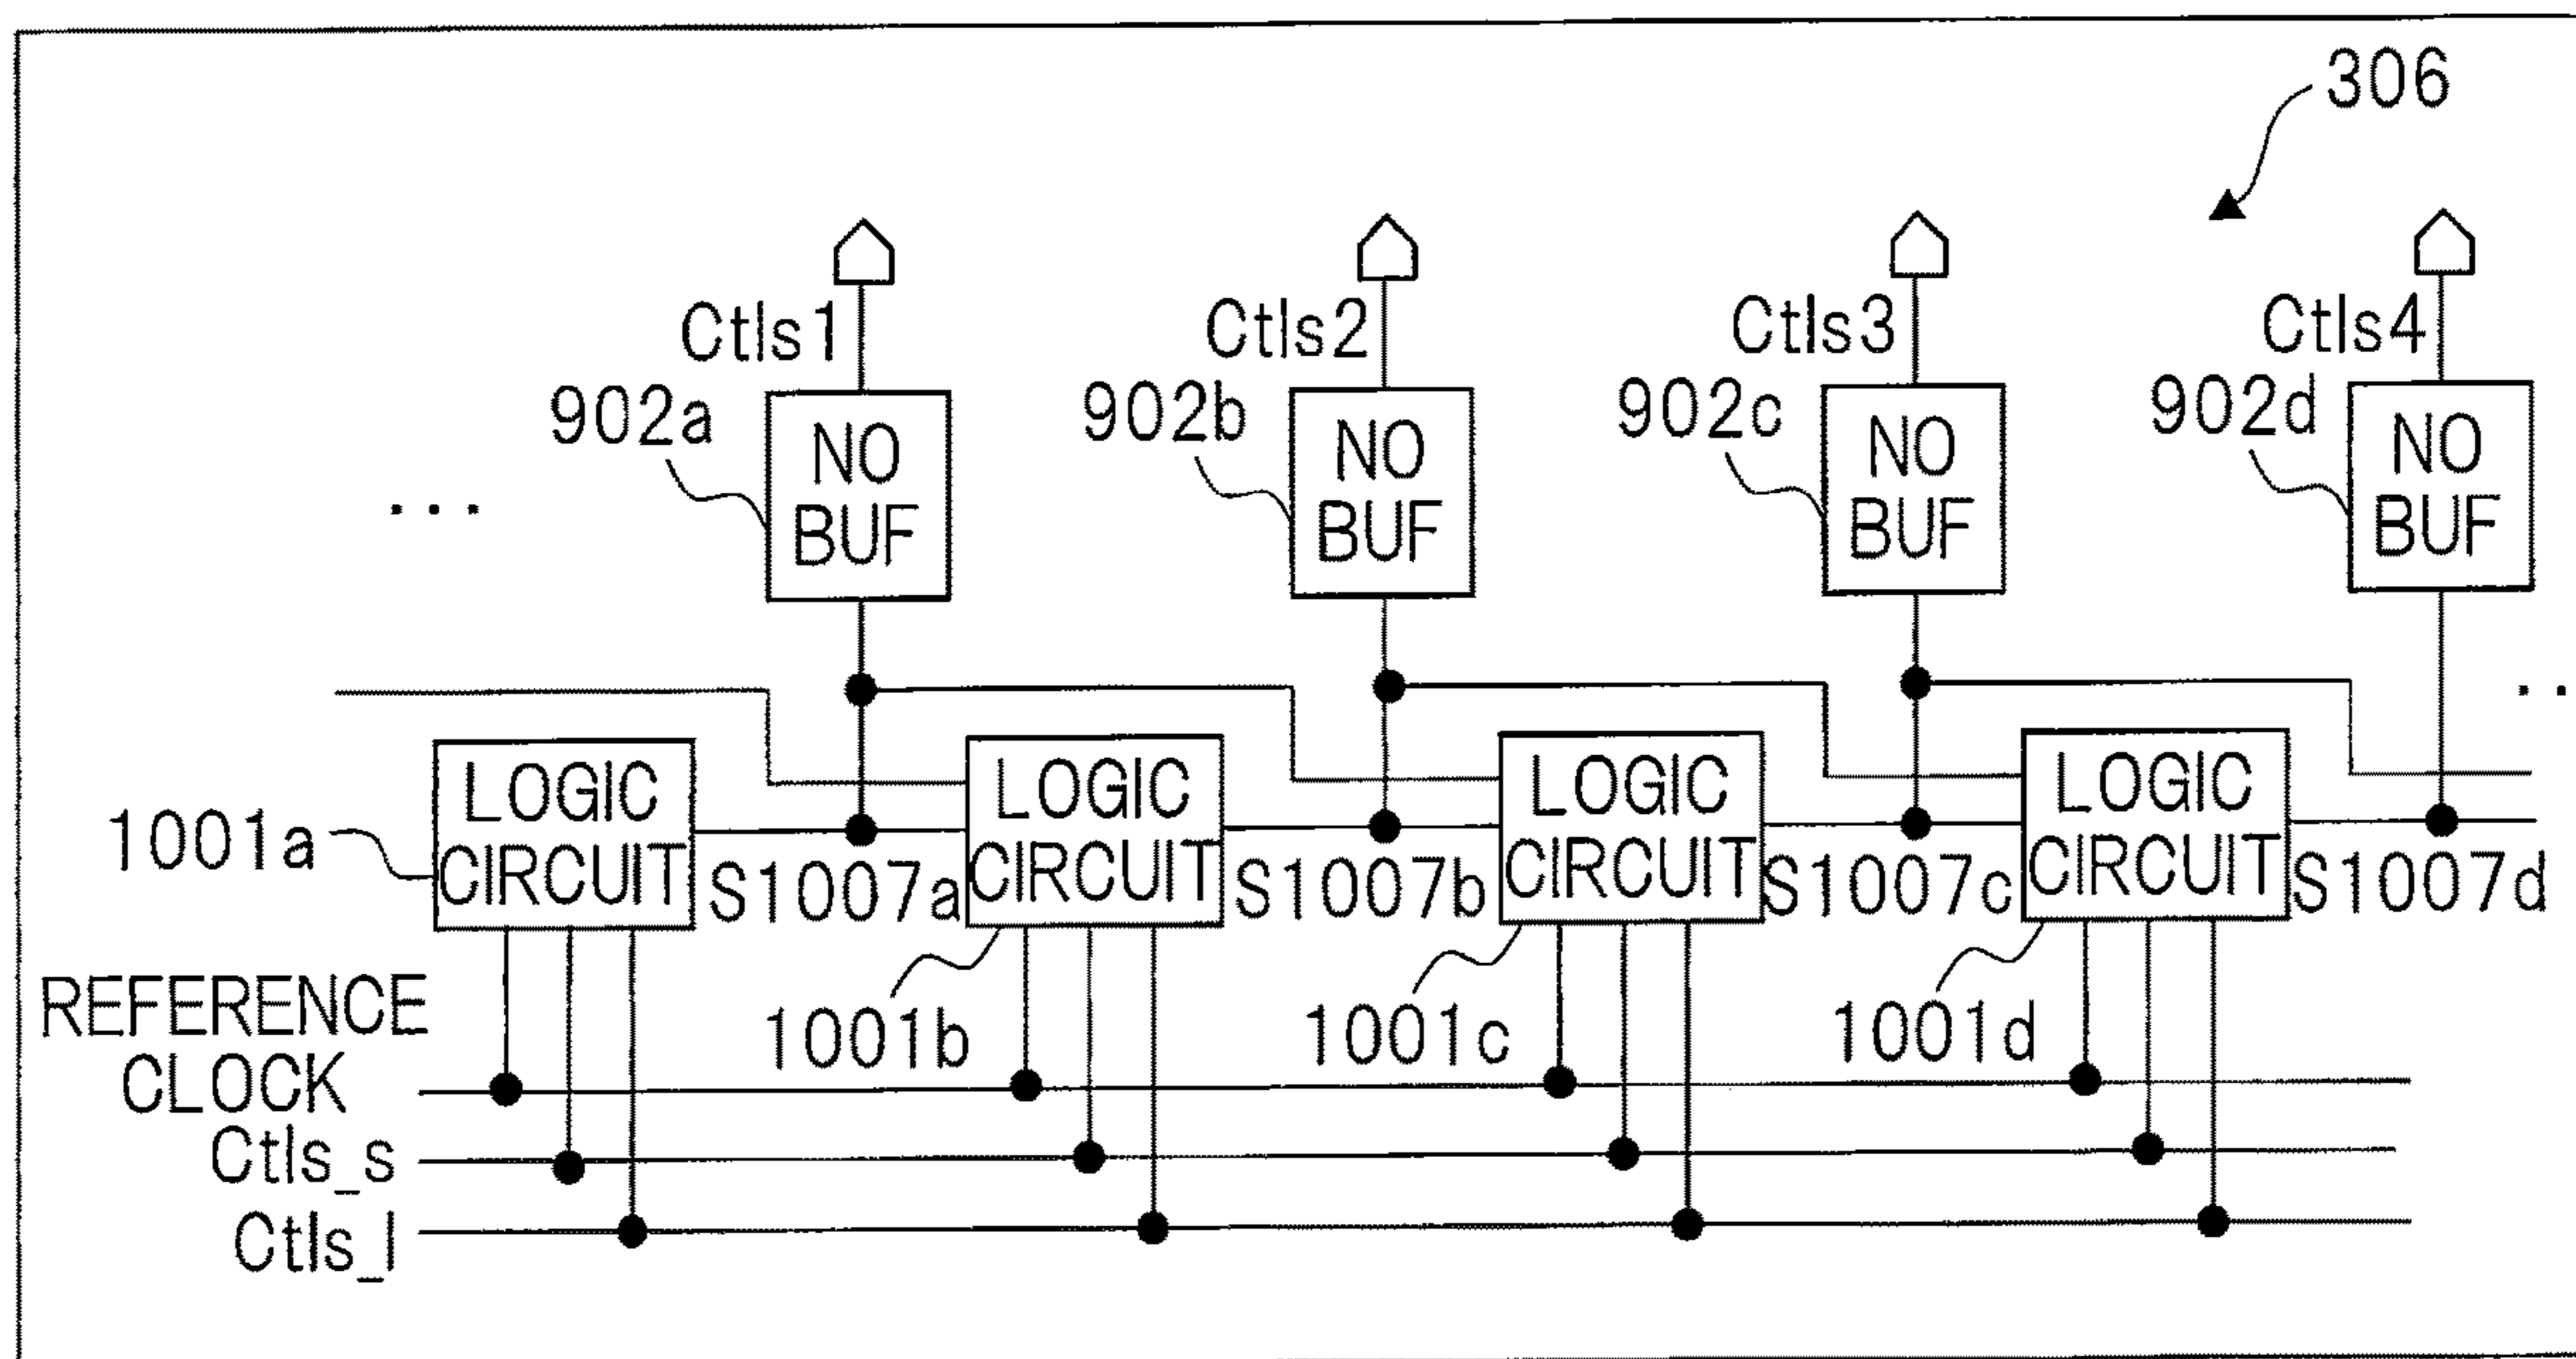 306
Ctls1
Ctls2
Ctls3
Ctls4
902a
902b
902c
902d
NO
BUF
NO
BUF
NO
BUF
NO
BUF
...
..
LOGIC
CIRCUIT
LOGIC
CIRCUIT
LOGIC
CIRCUIT
LOGIC
CIRCUIT
1001a
S1007a
S1007b
S1007c
S1007d
1001b
1001c
1001d
REFERENCE
CLOCK
Ctls_s
Ctls_l